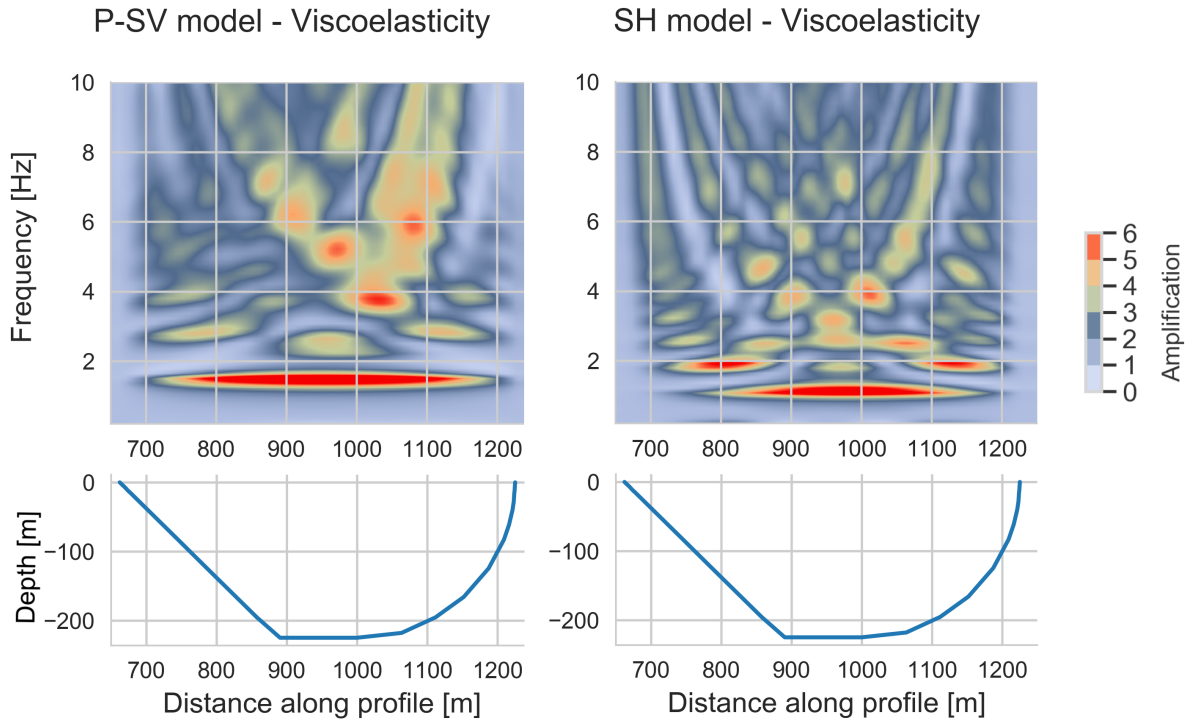 P-SV model - Viscoelasticity
SH model - Viscoelasticity
Frequency [Hz]
10
8
6
4
2
700 800 900 1000 1100 1200
10
8
6
4
2
700 800 900 1000 1100 1200
6
5
4
3
2
1
0
Amplification
Depth [m]
0
−100
−200
700 800 900 1000 1100 1200
Distance along profile [m]
0
−100
−200
700 800 900 1000 1100 1200
Distance along profile [m]